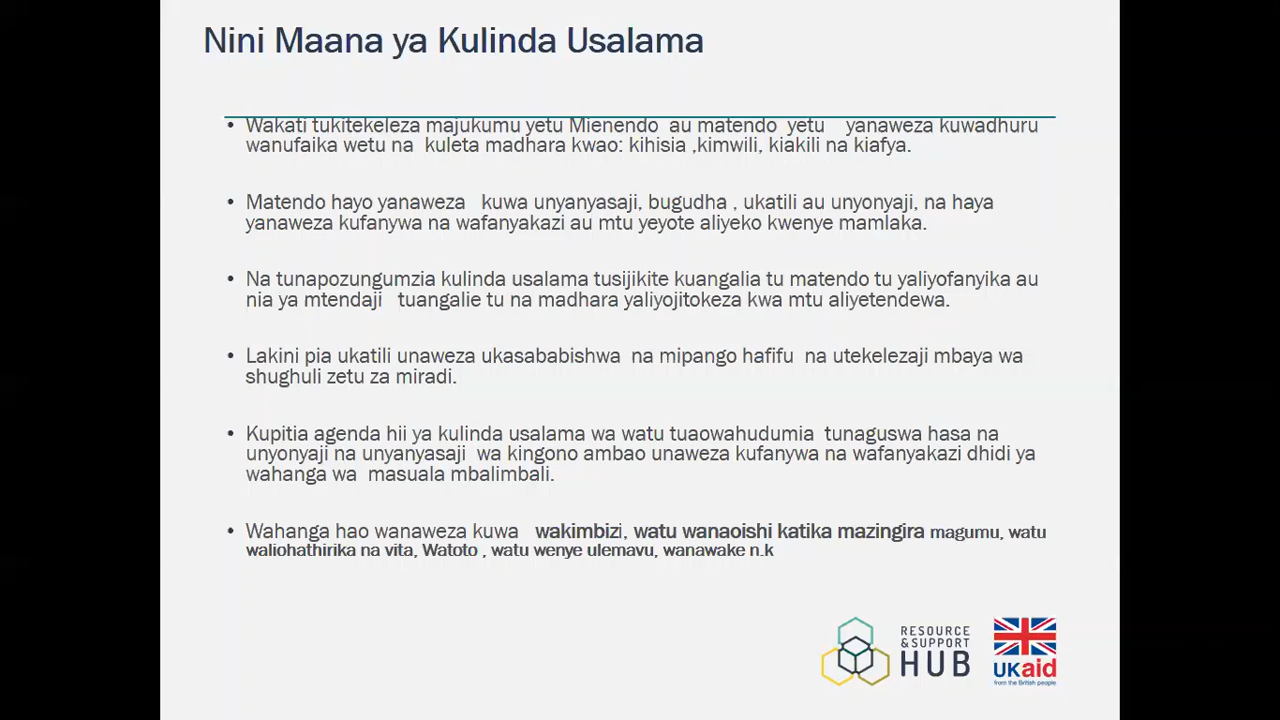 Nini Maana ya Kulinda Usalama
• Wakati tukitekeleza majukumu yetu Mienendo au matendo yetu yanaweza kuwadhuru
wanufaika wetu na kuleta madhara kwao: kihisia ,kimwili, kiakili na kiafya.
• Matendo hayo yanaweza kuwa unyanyasaji, bugudha , ukatili au unyonyaji, na haya
yanaweza kufanywa na wafanyakazi au mtu yeyote aliyeko kwenye mamlaka.
• Na tunapozungumzia kulinda usalama tusijikite kuangalia tu matendo tu yaliyofanyika au
nia ya mtendaji tuangalie tu na madhara yaliyojitokeza kwa mtu aliyetendewa.
• Lakini pia ukatili unaweza ukasababishwa na mipango hafifu na utekelezaji mbaya wa
shughuli zetu za miradi.
• Kupitia agenda hii ya kulinda usalama wa watu tuaowahudumia tunaguswa hasa na
unyonyaji na unyanyasaji wa kingono ambao unaweza kufanywa na wafanyakazi dhidi ya
wahanga wa masuala mbalimbali.
• Wahanga hao wanaweza kuwa wakimbizi, watu wanaoishi katika mazingira magumu, watu
waliohathirika na vita, Watoto , watu wenye ulemavu, wanawake n.k
RESOURCE
&SUPPORT
HUB
UKaid
from the British people